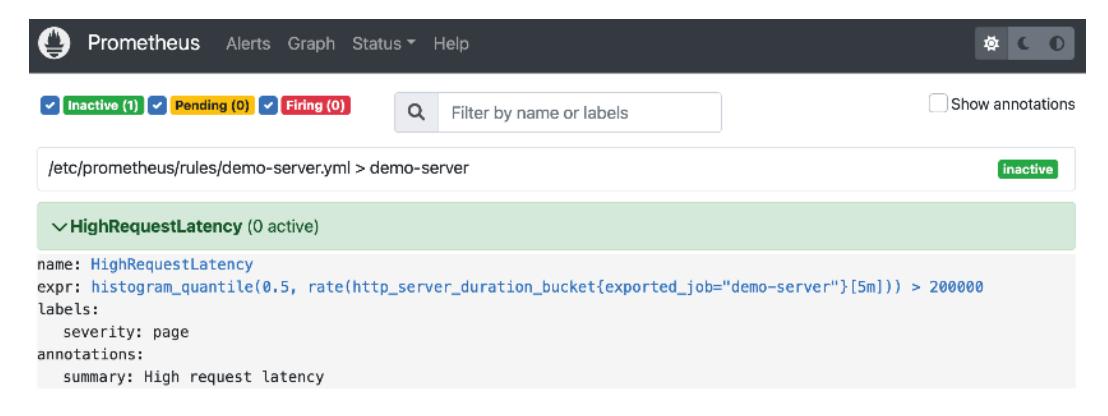 Prometheus Alerts Graph Status Help
Inactive (1) Pending (0) Firing (0) Filter by name or labels Show annotations
/etc/prometheus/rules/demo-server.yml > demo-server inactive
HighRequestLatency (0 active)
name: HighRequestLatency
expr: histogram_quantile(0.5, rate(http_server_duration_bucket{exported_job="demo-server"}[5m])) > 200000
labels:
severity: page
annotations:
summary: High request latency